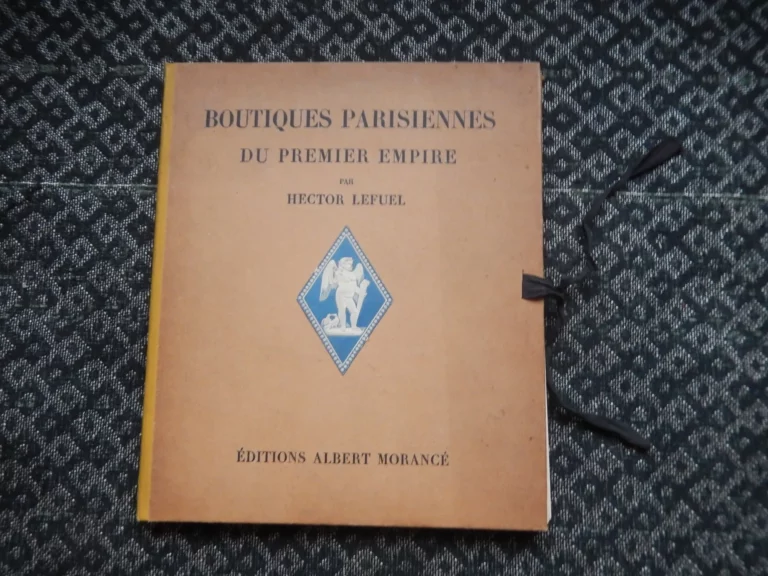 BOUTIQUES PARISIENNES
DU PREMIER EMPIRE
PAR
HECTOR LEFUEL
ÉDITIONS ALBERT MORANCÉ